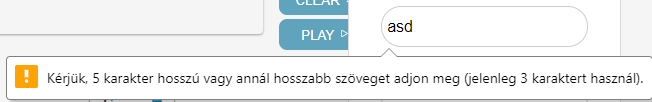 CLEAR
asd
PLAY
Kérjük, 5 karakter hosszú vagy annál hosszabb szöveget adjon meg (jelenleg 3 karaktert használ).